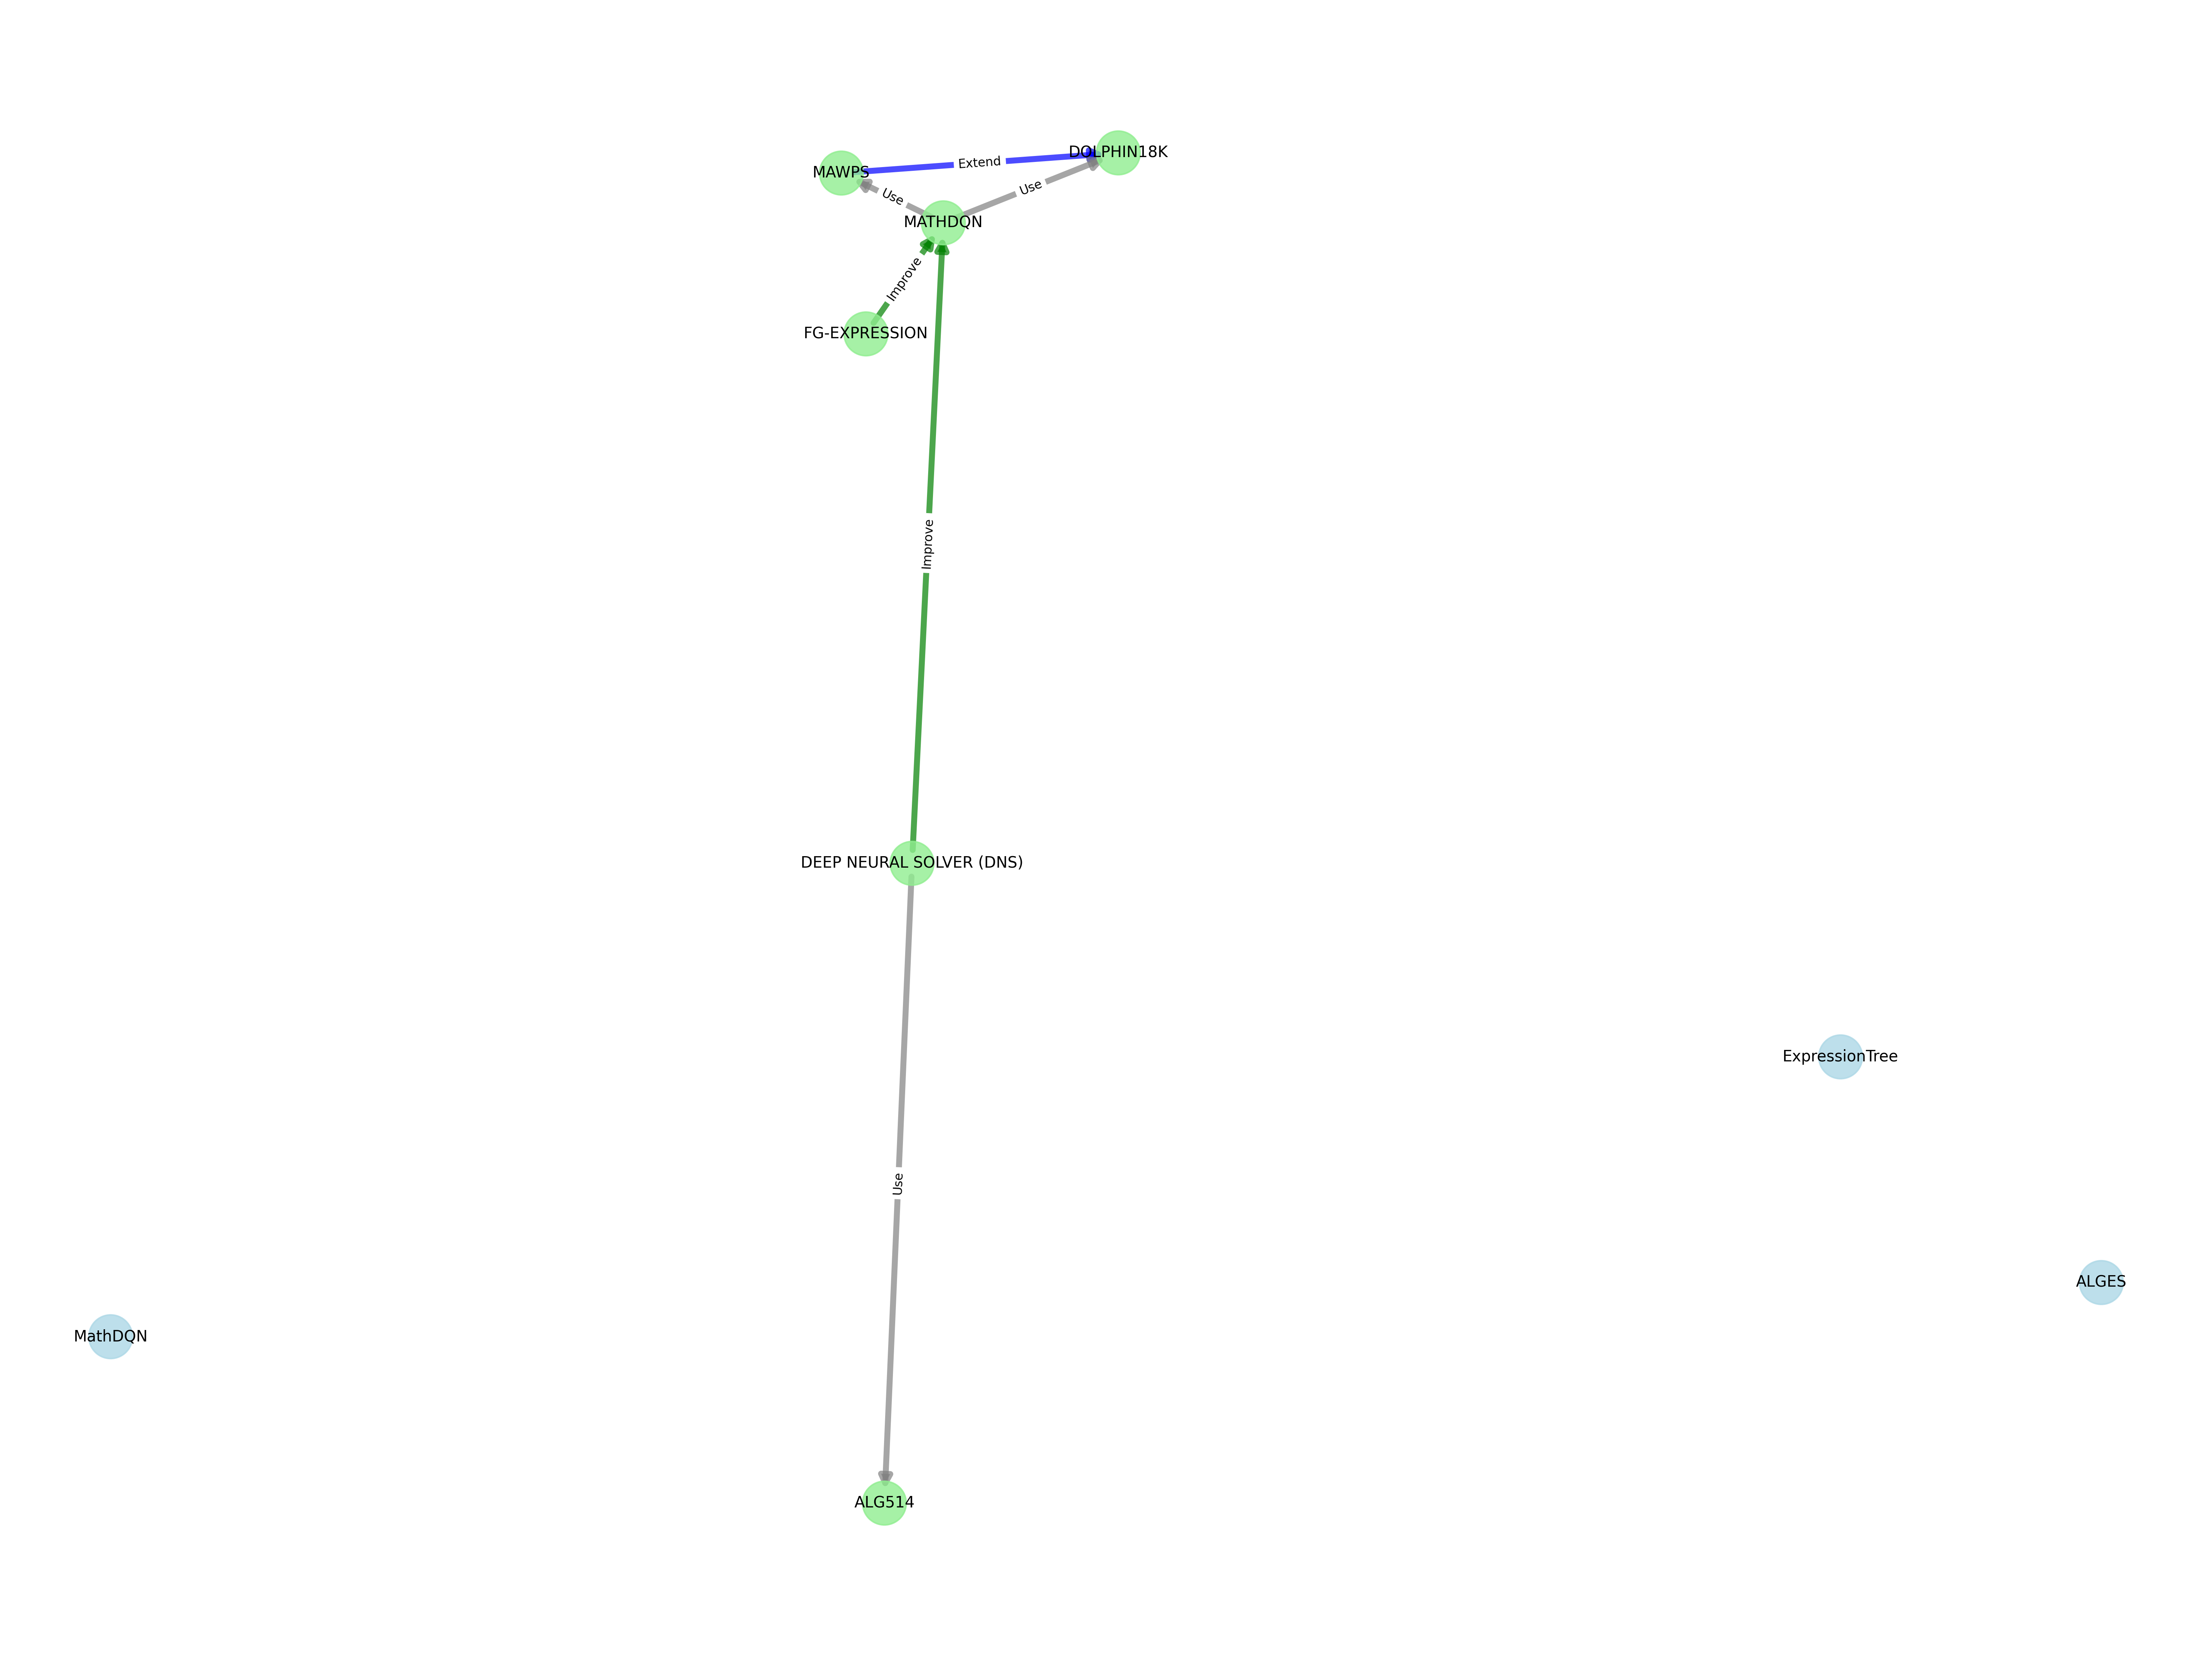 DOLPHIN18K
Extend
MAWPS
Use
Use
MATHDQN
Improve
FG-EXPRESSION
Improve
DEEP NEURAL SOLVER (DNS)
ExpressionTree
Use
ALGES
MathDQN
ALG514